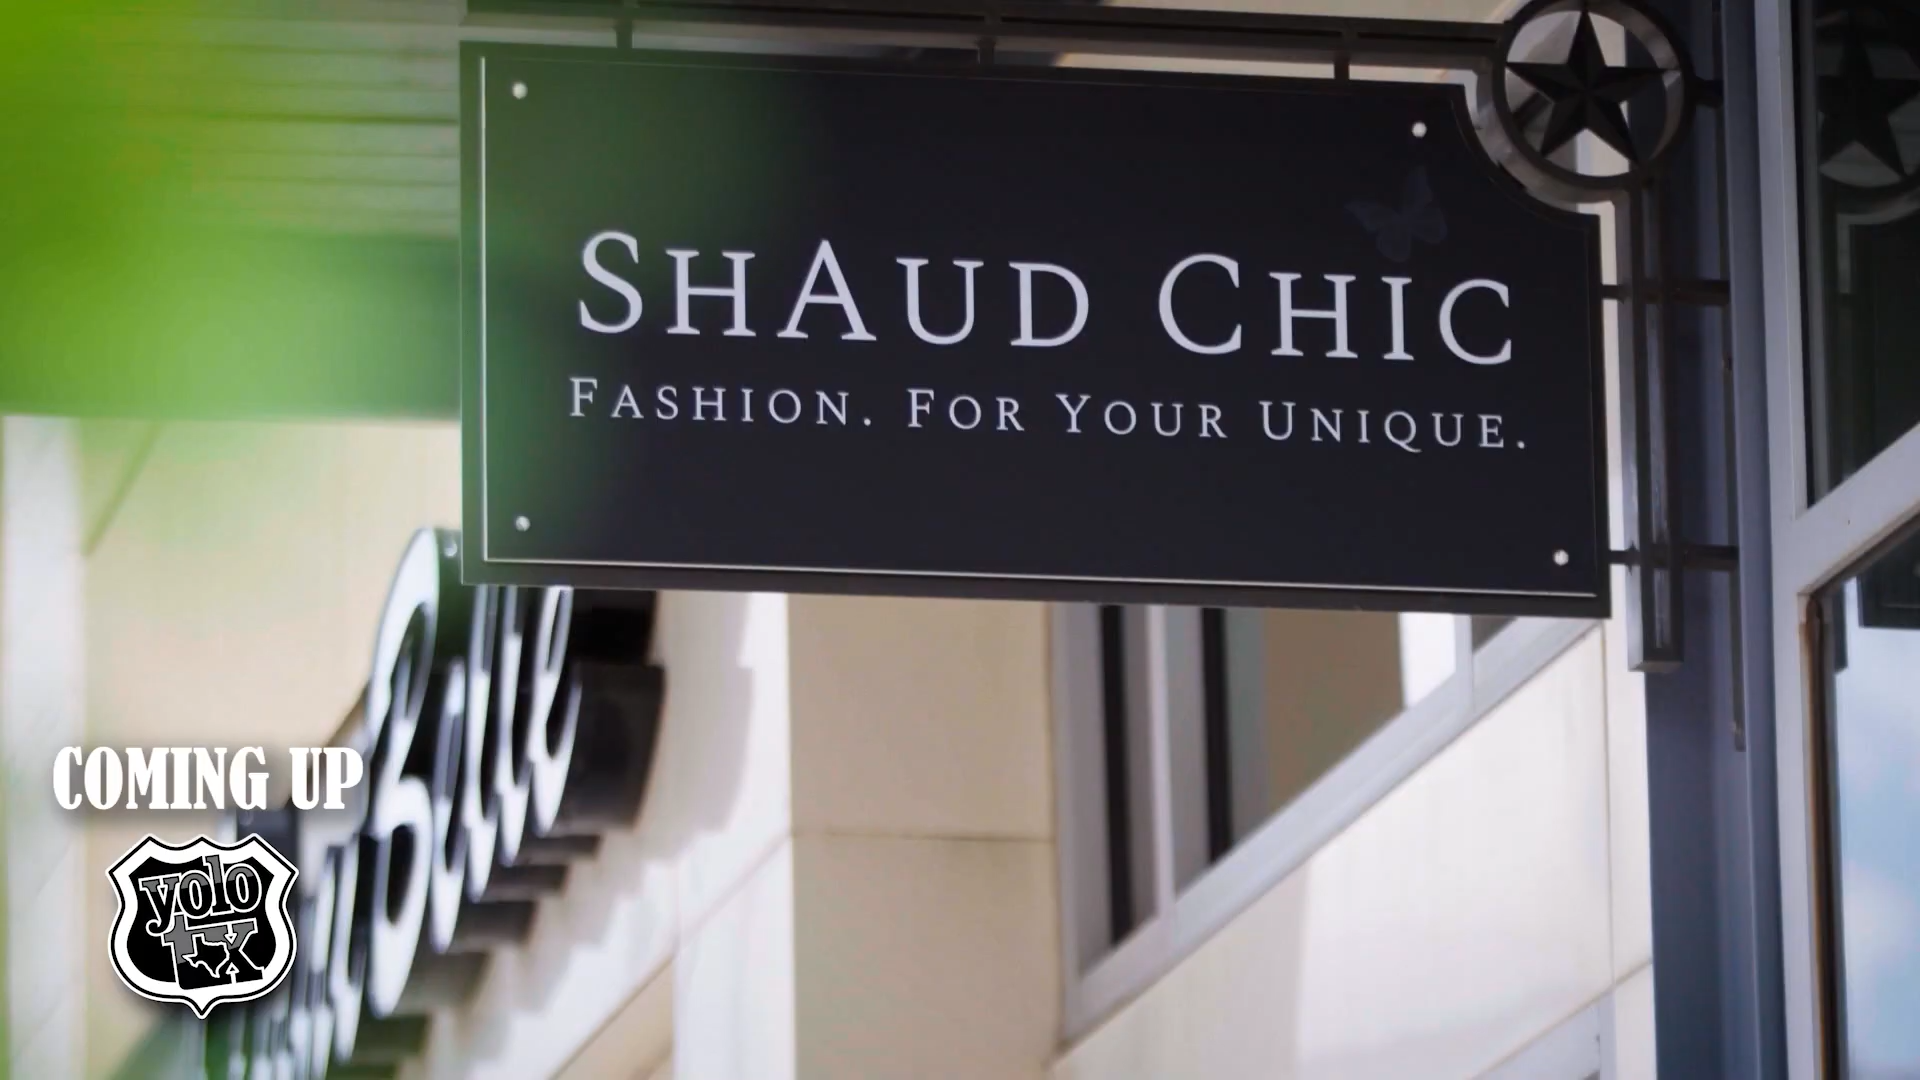 SHAUD CHIC
FASHION. FOR YOUR UNIQUE.
COMING UP
yolo
tx